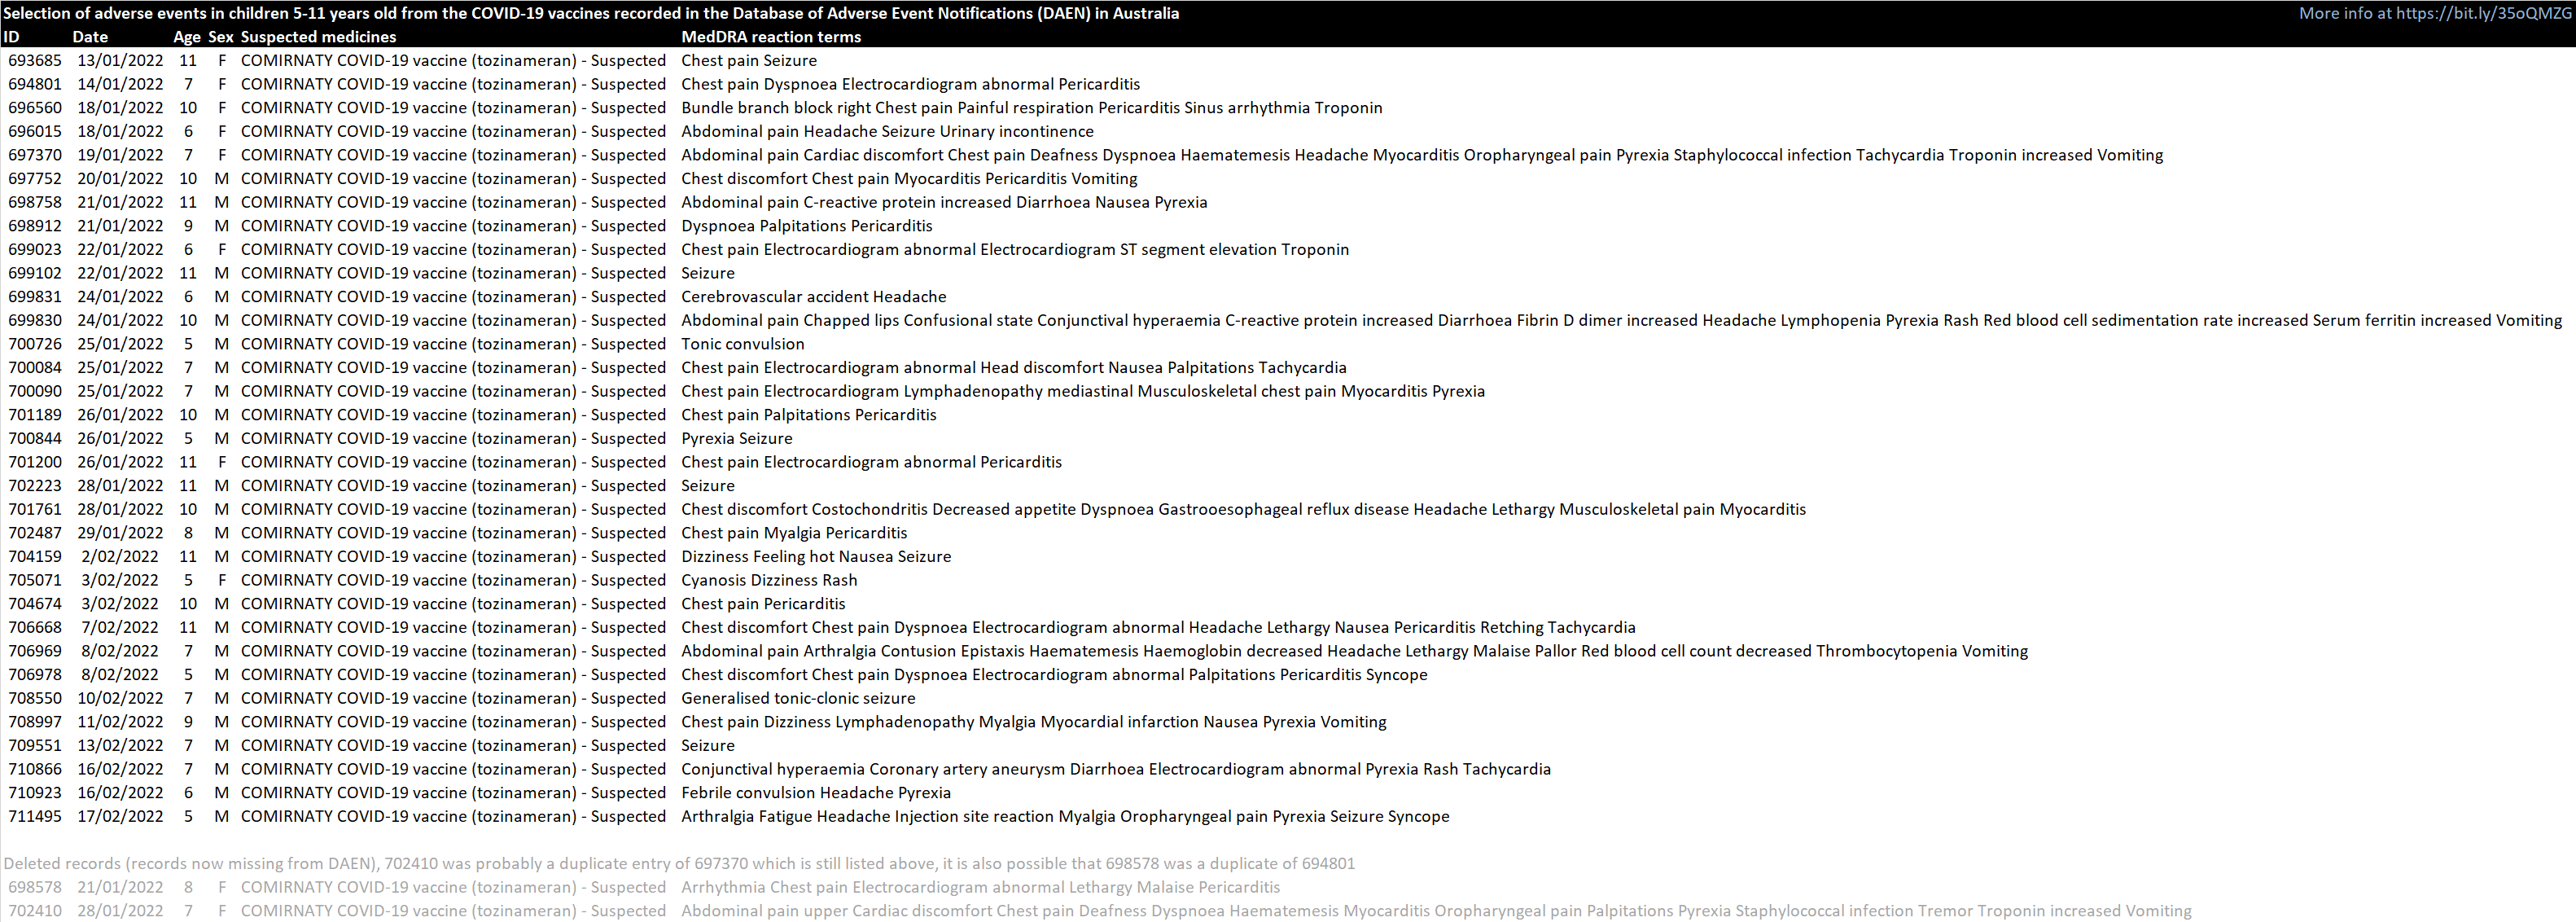 Selection of adverse events in children 5-11 years old from the COVID-19 vaccines recorded in the Database of Adverse Event Notifications (DAEN) in Australia More info at https://bit.ly/35oQMZG
ID Date Age Sex Suspected medicines MedDRA reaction terms
693685 13/01/2022 11 F COMIRNATY COVID-19 vaccine (tozinameran) - Suspected Chest pain Seizure
694801 14/01/2022 7 F COMIRNATY COVID-19 vaccine (tozinameran) - Suspected Chest pain Dyspnoea Electrocardiogram abnormal Pericarditis
696560 18/01/2022 10 F COMIRNATY COVID-19 vaccine (tozinameran) - Suspected Bundle branch block right Chest pain Painful respiration Pericarditis Sinus arrhythmia Troponin
696015 18/01/2022 6 F COMIRNATY COVID-19 vaccine (tozinameran) - Suspected Abdominal pain Headache Seizure Urinary incontinence
697370 19/01/2022 7 F COMIRNATY COVID-19 vaccine (tozinameran) - Suspected Abdominal pain Cardiac discomfort Chest pain Deafness Dyspnoea Haematemesis Headache Myocarditis Oropharyngeal pain Pyrexia Staphylococcal infection Tachycardia Troponin increased Vomiting
697752 20/01/2022 10 M COMIRNATY COVID-19 vaccine (tozinameran) - Suspected Chest discomfort Chest pain Myocarditis Pericarditis Vomiting
698758 21/01/2022 11 M COMIRNATY COVID-19 vaccine (tozinameran) - Suspected Abdominal pain C-reactive protein increased Diarrhoea Nausea Pyrexia
698912 21/01/2022 9 M COMIRNATY COVID-19 vaccine (tozinameran) - Suspected Dyspnoea Palpitations Pericarditis
699023 22/01/2022 6 F COMIRNATY COVID-19 vaccine (tozinameran) - Suspected Chest pain Electrocardiogram abnormal Electrocardiogram ST segment elevation Troponin
699102 22/01/2022 11 M COMIRNATY COVID-19 vaccine (tozinameran) - Suspected Seizure
699831 24/01/2022 6 M COMIRNATY COVID-19 vaccine (tozinameran) - Suspected Cerebrovascular accident Headache
699830 24/01/2022 10 M COMIRNATY COVID-19 vaccine (tozinameran) - Suspected Abdominal pain Chapped lips Confusional state Conjunctival hyperaemia C-reactive protein increased Diarrhoea Fibrin D dimer increased Headache Lymphopenia Pyrexia Rash Red blood cell sedimentation rate increased Serum ferritin increased Vomiting
700726 25/01/2022 5 M COMIRNATY COVID-19 vaccine (tozinameran) - Suspected Tonic convulsion
700084 25/01/2022 7 M COMIRNATY COVID-19 vaccine (tozinameran) - Suspected Chest pain Electrocardiogram abnormal Head discomfort Nausea Palpitations Tachycardia
700090 25/01/2022 7 M COMIRNATY COVID-19 vaccine (tozinameran) - Suspected Chest pain Electrocardiogram Lymphadenopathy mediastinal Musculoskeletal chest pain Myocarditis Pyrexia
701189 26/01/2022 10 M COMIRNATY COVID-19 vaccine (tozinameran) - Suspected Chest pain Palpitations Pericarditis
700844 26/01/2022 5 M COMIRNATY COVID-19 vaccine (tozinameran) - Suspected Pyrexia Seizure
701200 26/01/2022 11 F COMIRNATY COVID-19 vaccine (tozinameran) - Suspected Chest pain Electrocardiogram abnormal Pericarditis
702223 28/01/2022 11 M COMIRNATY COVID-19 vaccine (tozinameran) - Suspected Seizure
701761 28/01/2022 10 M COMIRNATY COVID-19 vaccine (tozinameran) - Suspected Chest discomfort Costochondritis Decreased appetite Dyspnoea Gastrooesophageal reflux disease Headache Lethargy Musculoskeletal pain Myocarditis
702487 29/01/2022 8 M COMIRNATY COVID-19 vaccine (tozinameran) - Suspected Chest pain Myalgia Pericarditis
704159 2/02/2022 11 M COMIRNATY COVID-19 vaccine (tozinameran) - Suspected Dizziness Feeling hot Nausea Seizure
705071 3/02/2022 5 F COMIRNATY COVID-19 vaccine (tozinameran) - Suspected Cyanosis Dizziness Rash
704674 3/02/2022 10 M COMIRNATY COVID-19 vaccine (tozinameran) - Suspected Chest pain Pericarditis
706668 7/02/2022 11 M COMIRNATY COVID-19 vaccine (tozinameran) - Suspected Chest discomfort Chest pain Dyspnoea Electrocardiogram abnormal Headache Lethargy Nausea Pericarditis Retching Tachycardia
706969 8/02/2022 7 M COMIRNATY COVID-19 vaccine (tozinameran) - Suspected Abdominal pain Arthralgia Contusion Epistaxis Haematemesis Haemoglobin decreased Headache Lethargy Malaise Pallor Red blood cell count decreased Thrombocytopenia Vomiting
706978 8/02/2022 5 M COMIRNATY COVID-19 vaccine (tozinameran) - Suspected Chest discomfort Chest pain Dyspnoea Electrocardiogram abnormal Palpitations Pericarditis Syncope
708550 10/02/2022 7 M COMIRNATY COVID-19 vaccine (tozinameran) - Suspected Generalised tonic-clonic seizure
708997 11/02/2022 9 M COMIRNATY COVID-19 vaccine (tozinameran) - Suspected Chest pain Dizziness Lymphadenopathy Myalgia Myocardial infarction Nausea Pyrexia Vomiting
709551 13/02/2022 7 M COMIRNATY COVID-19 vaccine (tozinameran) - Suspected Seizure
710866 16/02/2022 7 M COMIRNATY COVID-19 vaccine (tozinameran) - Suspected Conjunctival hyperaemia Coronary artery aneurysm Diarrhoea Electrocardiogram abnormal Pyrexia Rash Tachycardia
710923 16/02/2022 6 M COMIRNATY COVID-19 vaccine (tozinameran) - Suspected Febrile convulsion Headache Pyrexia
711495 17/02/2022 5 M COMIRNATY COVID-19 vaccine (tozinameran) - Suspected Arthralgia Fatigue Headache Injection site reaction Myalgia Oropharyngeal pain Pyrexia Seizure Syncope
Deleted records (records now missing from DAEN), 702410 was probably a duplicate entry of 697370 which is still listed above, it is also possible that 698578 was a duplicate of 694801
698578 21/01/2022 8 F COMIRNATY COVID-19 vaccine (tozinameran) - Suspected Arrhythmia Chest pain Electrocardiogram abnormal Lethargy Malaise Pericarditis
702410 28/01/2022 7 F COMIRNATY COVID-19 vaccine (tozinameran) - Suspected Abdominal pain upper Cardiac discomfort Chest pain Deafness Dyspnoea Haematemesis Myocarditis Oropharyngeal pain Palpitations Pyrexia Staphylococcal infection Tremor Troponin increased Vomiting